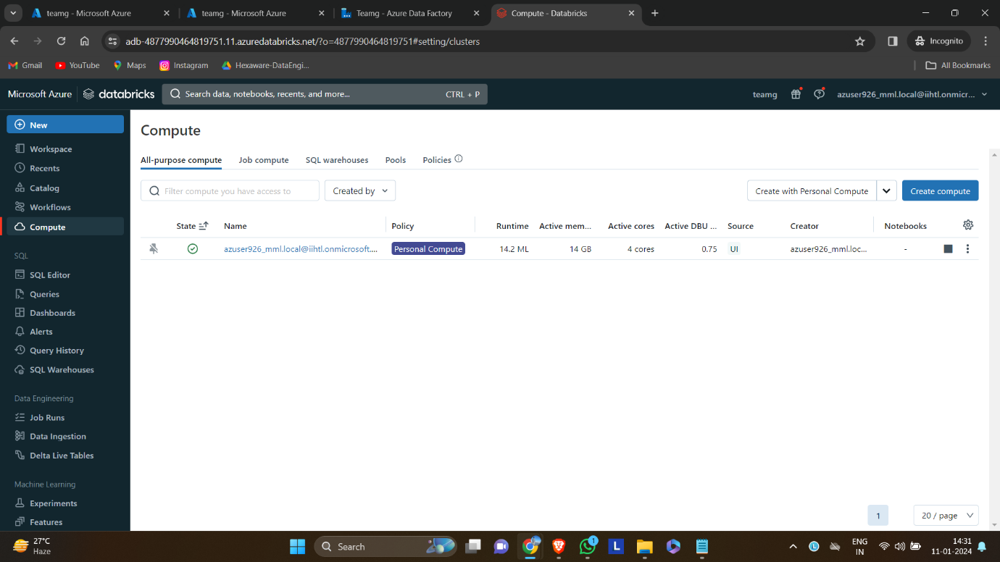 teamg - Microsoft Azure
teamg - Microsoft Azure
Teamg - Azure Data Factory
Compute - Databricks
adb-4877990464819751.11.azuredatabricks.net/?o=4877990464819751#setting/clusters
Incognito
Gmail
YouTube
Maps
Instagram
Hexaware-DataEngi...
All Bookmarks
Microsoft Azure
databricks
Search data, notebooks, recents, and more...
CTRL + P
teamg
azuser926_mml.local@iihtl.onmicr...
New
Workspace
Recents
Catalog
Workflows
Compute
SQL
SQL Editor
Queries
Dashboards
Alerts
Query History
SQL Warehouses
Data Engineering
Job Runs
Data Ingestion
Delta Live Tables
Machine Learning
Experiments
Features
Compute
All-purpose compute Job compute SQL warehouses Pools Policies
Filter compute you have access to
Created by
Create with Personal Compute
Create compute
State Name Policy Runtime Active mem... Active cores Active DBU ... Source Creator Notebooks
azuser926_mml.local@iihtl.onmicrosoft.... Personal Compute 14.2 ML 14 GB 4 cores 0.75 UI azuser926_mml.loc... -
1
20 / page
27°C
Haze
Search
1
L
L
ENG
IN
14:31
11-01-2024